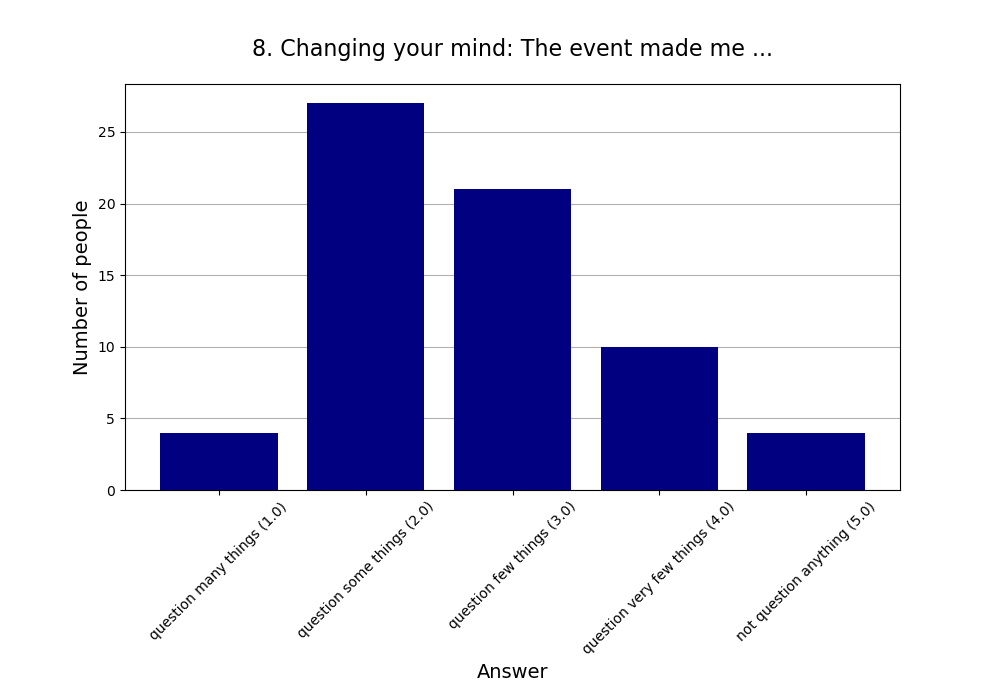 8. Changing your mind: The event made me ...
Number of people
25
20
15
10
5
0
question many things (1.0)
question some things (2.0)
question few things (3.0)
question very few things (4.0)
not question anything (5.0)
Answer